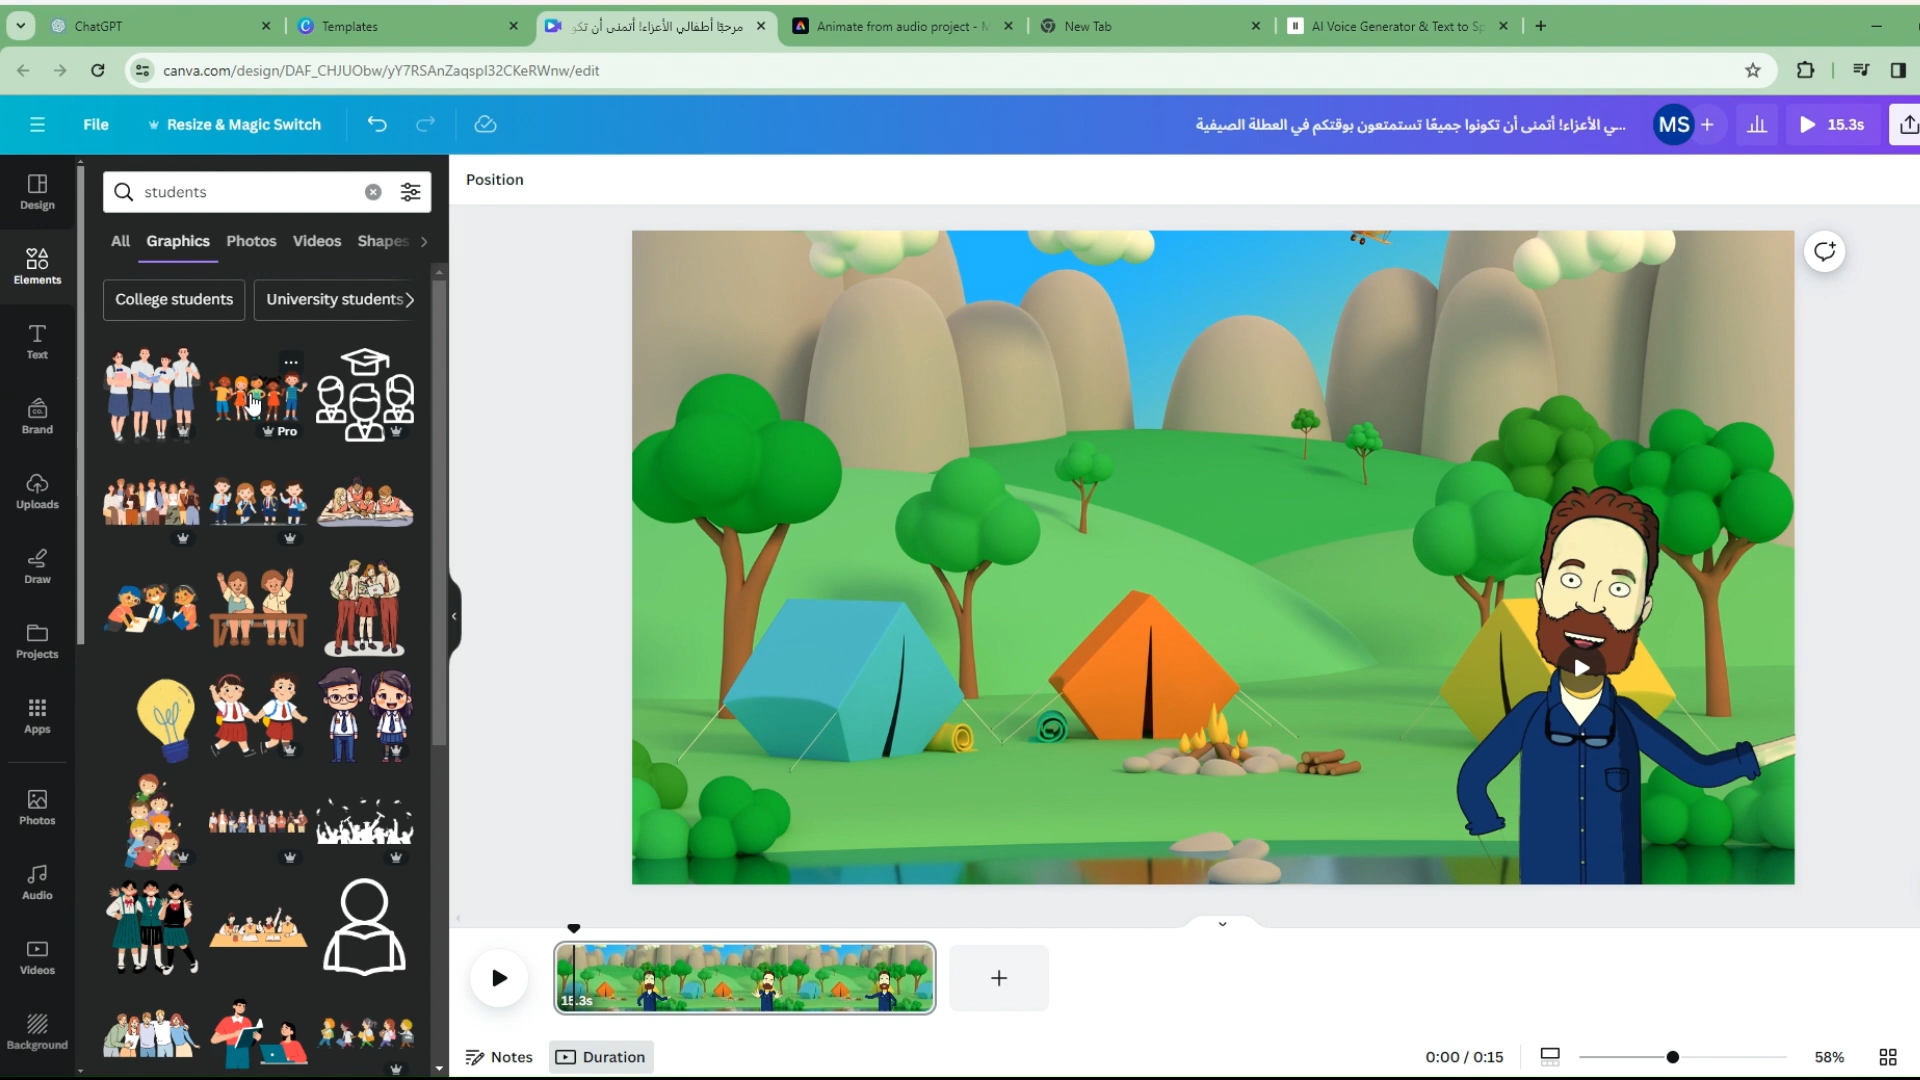 ChatGPT
Templates
مرحبًا أطفالي الأعزاء! أتمنى أن تكو
Animate from audio project -
New Tab
AI Voice Generator & Text to Sp
canva.com/design/DAF_CHJUObw/yY7RSAnZaqspI32CKeRWnw/edit
File
Resize & Magic Switch
...ي الأعزاء! أتمنى أن تكونوا جميعًا تستمتعون بوقتكم في العطلة الصيفية
MS
15.3s
Design
Elements
Text
Brand
Uploads
Draw
Projects
Apps
Photos
Audio
Videos
Background
students
All Graphics Photos Videos Shapes
College students
University students
Pro
Position
15.3s
Notes
Duration
0:00 / 0:15
58%